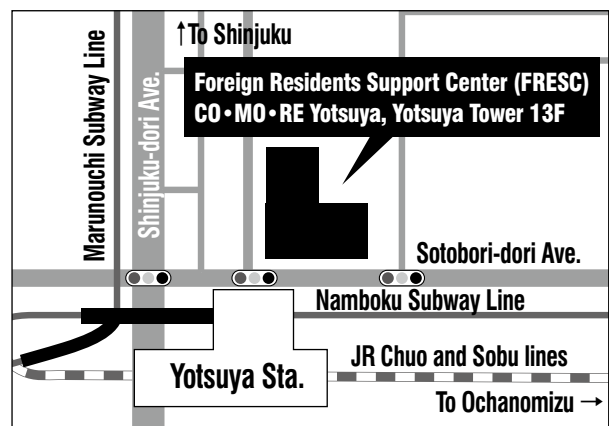 ↑To Shinjuku
Marunouchi Subway Line
Shinjuku-dori Ave.
Foreign Residents Support Center (FRESC)
CO•MO•RE Yotsuya, Yotsuya Tower 13F
Sotobori-dori Ave.
Namboku Subway Line
Yotsuya Sta.
JR Chuo and Sobu lines
To Ochanomizu →